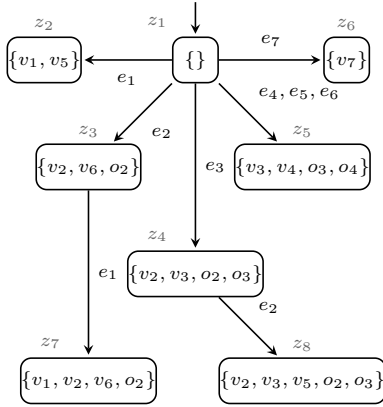 z₂
z₁
z₆
{v₁, v₅}
{}
{v₇}
e₁
e₇
e₄, e₅, e₆
z₃
e₂
z₅
{v₂, v₆, o₂}
e₃
{v₃, v₄, o₃, o₄}
z₄
e₁
{v₂, v₃, o₂, o₃}
e₂
z₇
z₈
{v₁, v₂, v₆, o₂}
{v₂, v₃, v₅, o₂, o₃}